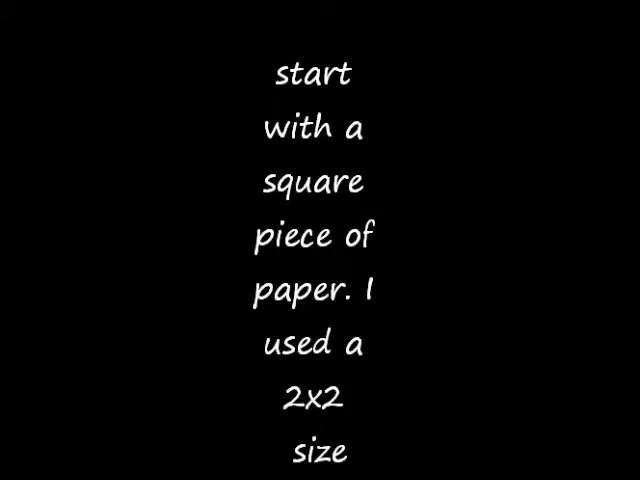 start
with a
square
piece of
paper. I
used a
2x2
size